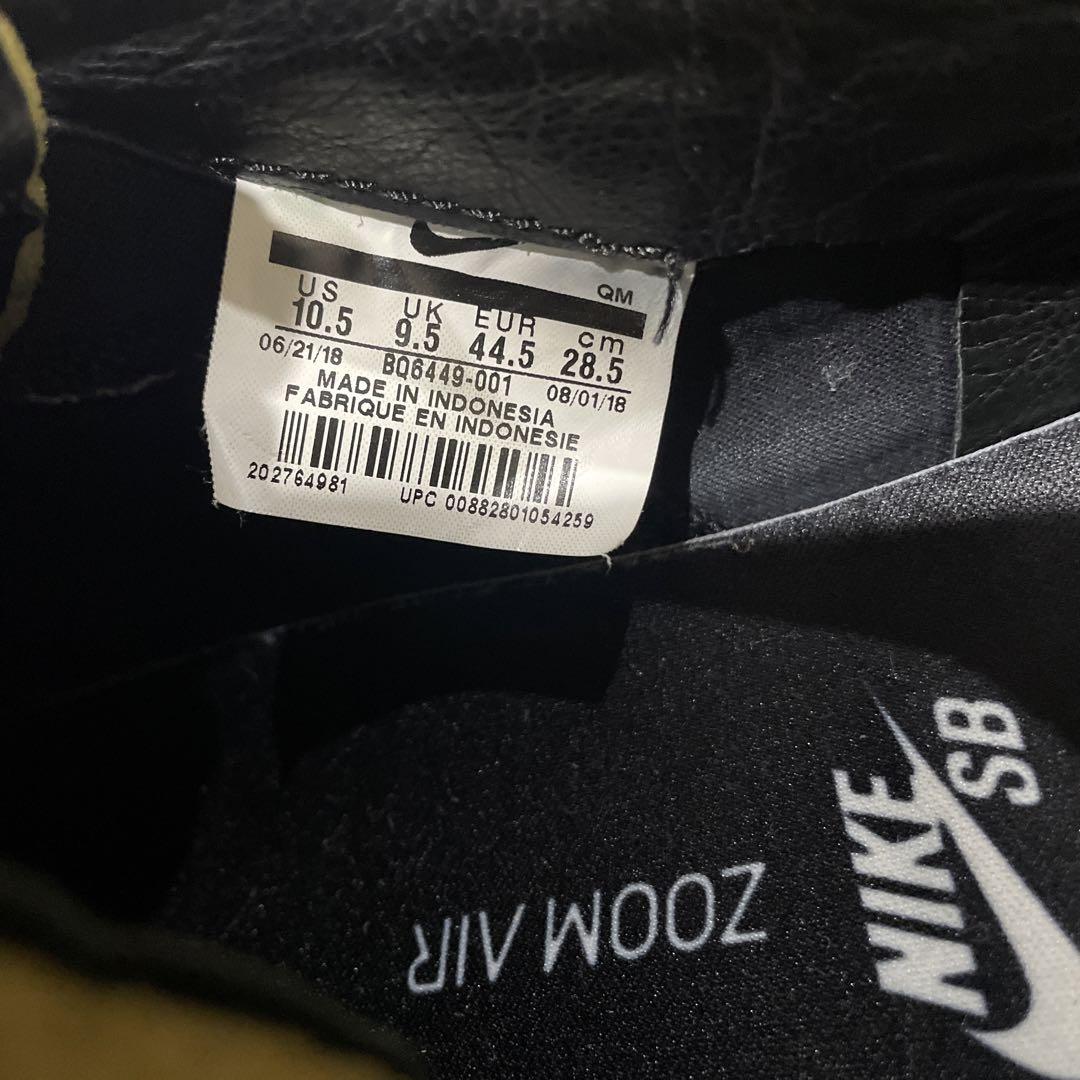 QM
US UK EUR cm
10.5 9.5 44.5 28.5
06/21/18 BQ6449-001 08/01/18
MADE IN INDONESIA
FABRIQUE EN INDONESIE
202764981 UPC 00882801054259
NIKE SB
ZOOM AIR